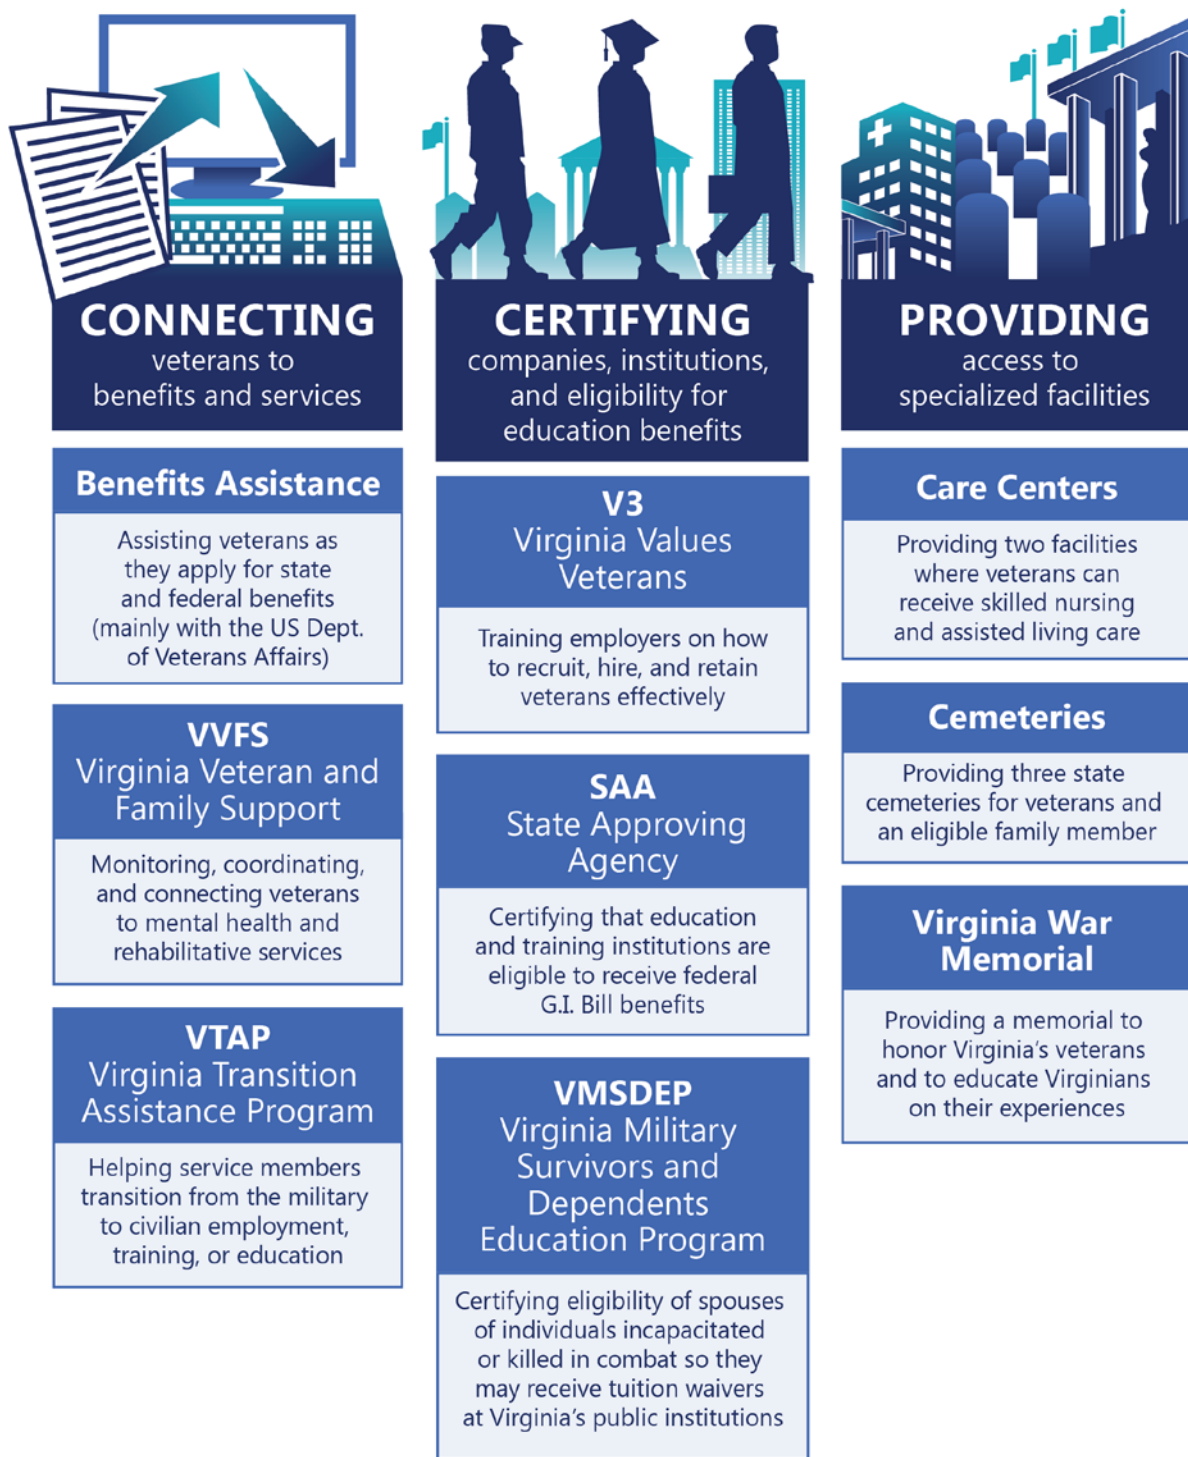 CONNECTING
veterans to
benefits and services
Benefits Assistance
Assisting veterans as
they apply for state
and federal benefits
(mainly with the US Dept.
of Veterans Affairs)
VVFS
Virginia Veteran and
Family Support
Monitoring, coordinating,
and connecting veterans
to mental health and
rehabilitative services
VTAP
Virginia Transition
Assistance Program
Helping service members
transition from the military
to civilian employment,
training, or education
CERTIFYING
companies, institutions,
and eligibility for
education benefits
V3
Virginia Values
Veterans
Training employers on how
to recruit, hire, and retain
veterans effectively
SAA
State Approving
Agency
Certifying that education
and training institutions are
eligible to receive federal
G.I. Bill benefits
VMSDEP
Virginia Military
Survivors and
Dependents
Education Program
Certifying eligibility of spouses
of individuals incapacitated
or killed in combat so they
may receive tuition waivers
at Virginia's public institutions
PROVIDING
access to
specialized facilities
Care Centers
Providing two facilities
where veterans can
receive skilled nursing
and assisted living care
Cemeteries
Providing three state
cemeteries for veterans and
an eligible family member
Virginia War
Memorial
Providing a memorial to
honor Virginia's veterans
and to educate Virginians
on their experiences